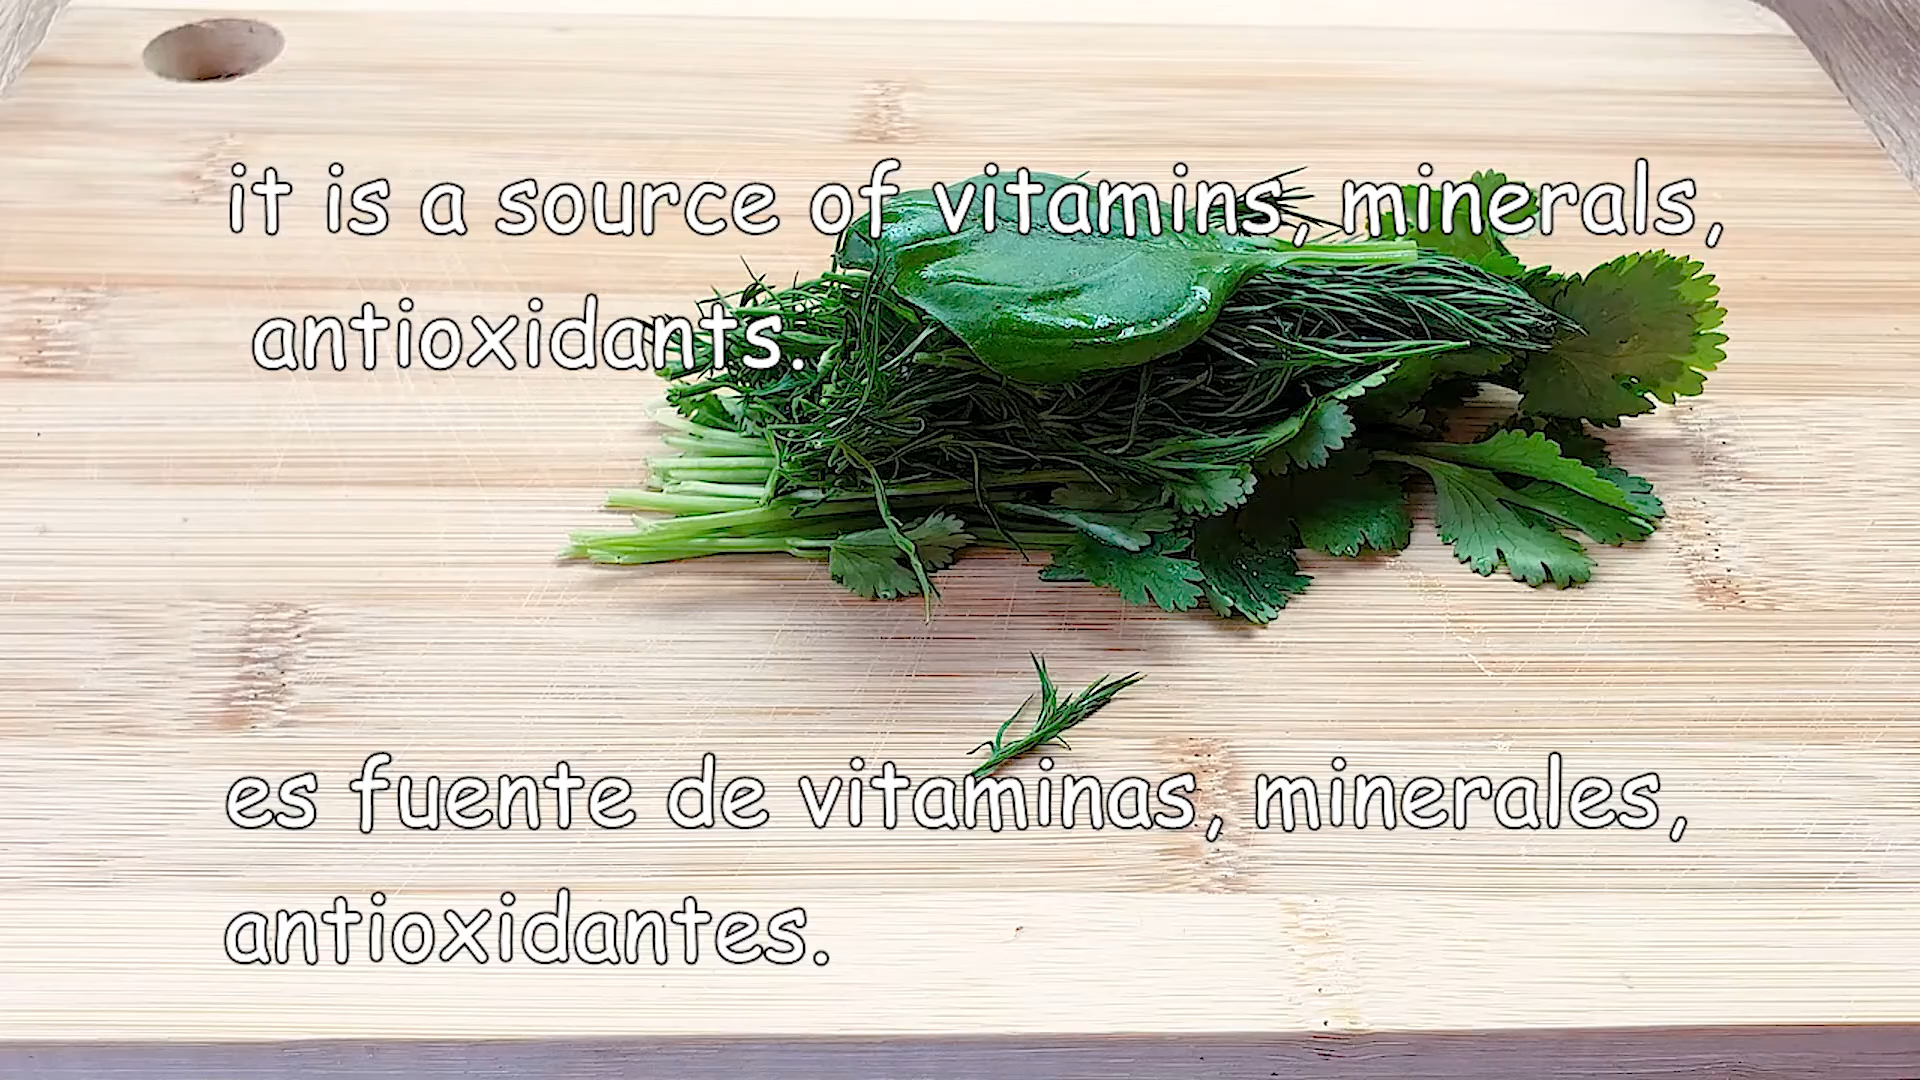 it is a source of vitamins, minerals,
antioxidants.
es fuente de vitaminas, minerales,
antioxidantes.